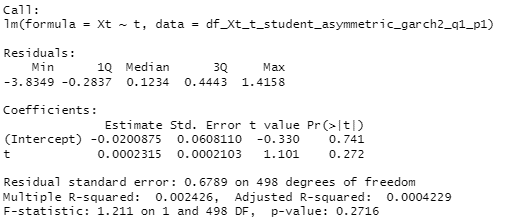 Call:
lm(formula = Xt ~ t, data = df_Xt_t_student_asymmetric_garch2_q1_p1)
Residuals:
Min 1Q Median 3Q Max
-3.8349 -0.2837 0.1234 0.4443 1.4158
Coefficients:
Estimate Std. Error t value Pr(>|t|)
(Intercept) -0.0200875 0.0608110 -0.330 0.741
t 0.0002315 0.0002103 1.101 0.272
Residual standard error: 0.6789 on 498 degrees of freedom
Multiple R-squared: 0.002426, Adjusted R-squared: 0.0004229
F-statistic: 1.211 on 1 and 498 DF, p-value: 0.2716